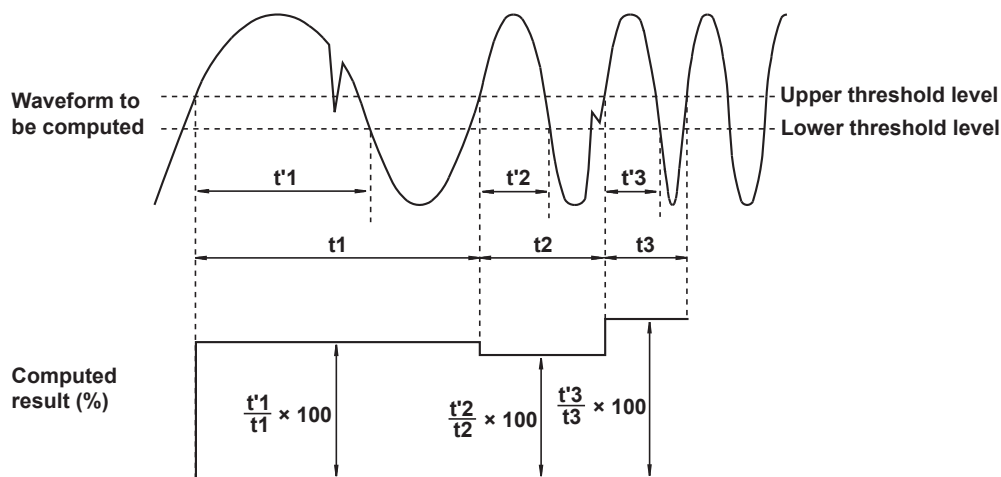 Waveform to
be computed
Upper threshold level
Lower threshold level
t'1
t'2
t'3
t1
t2
t3
Computed
result (%)
t'1
t1
× 100
t'2
t2
× 100
t'3
t3
× 100